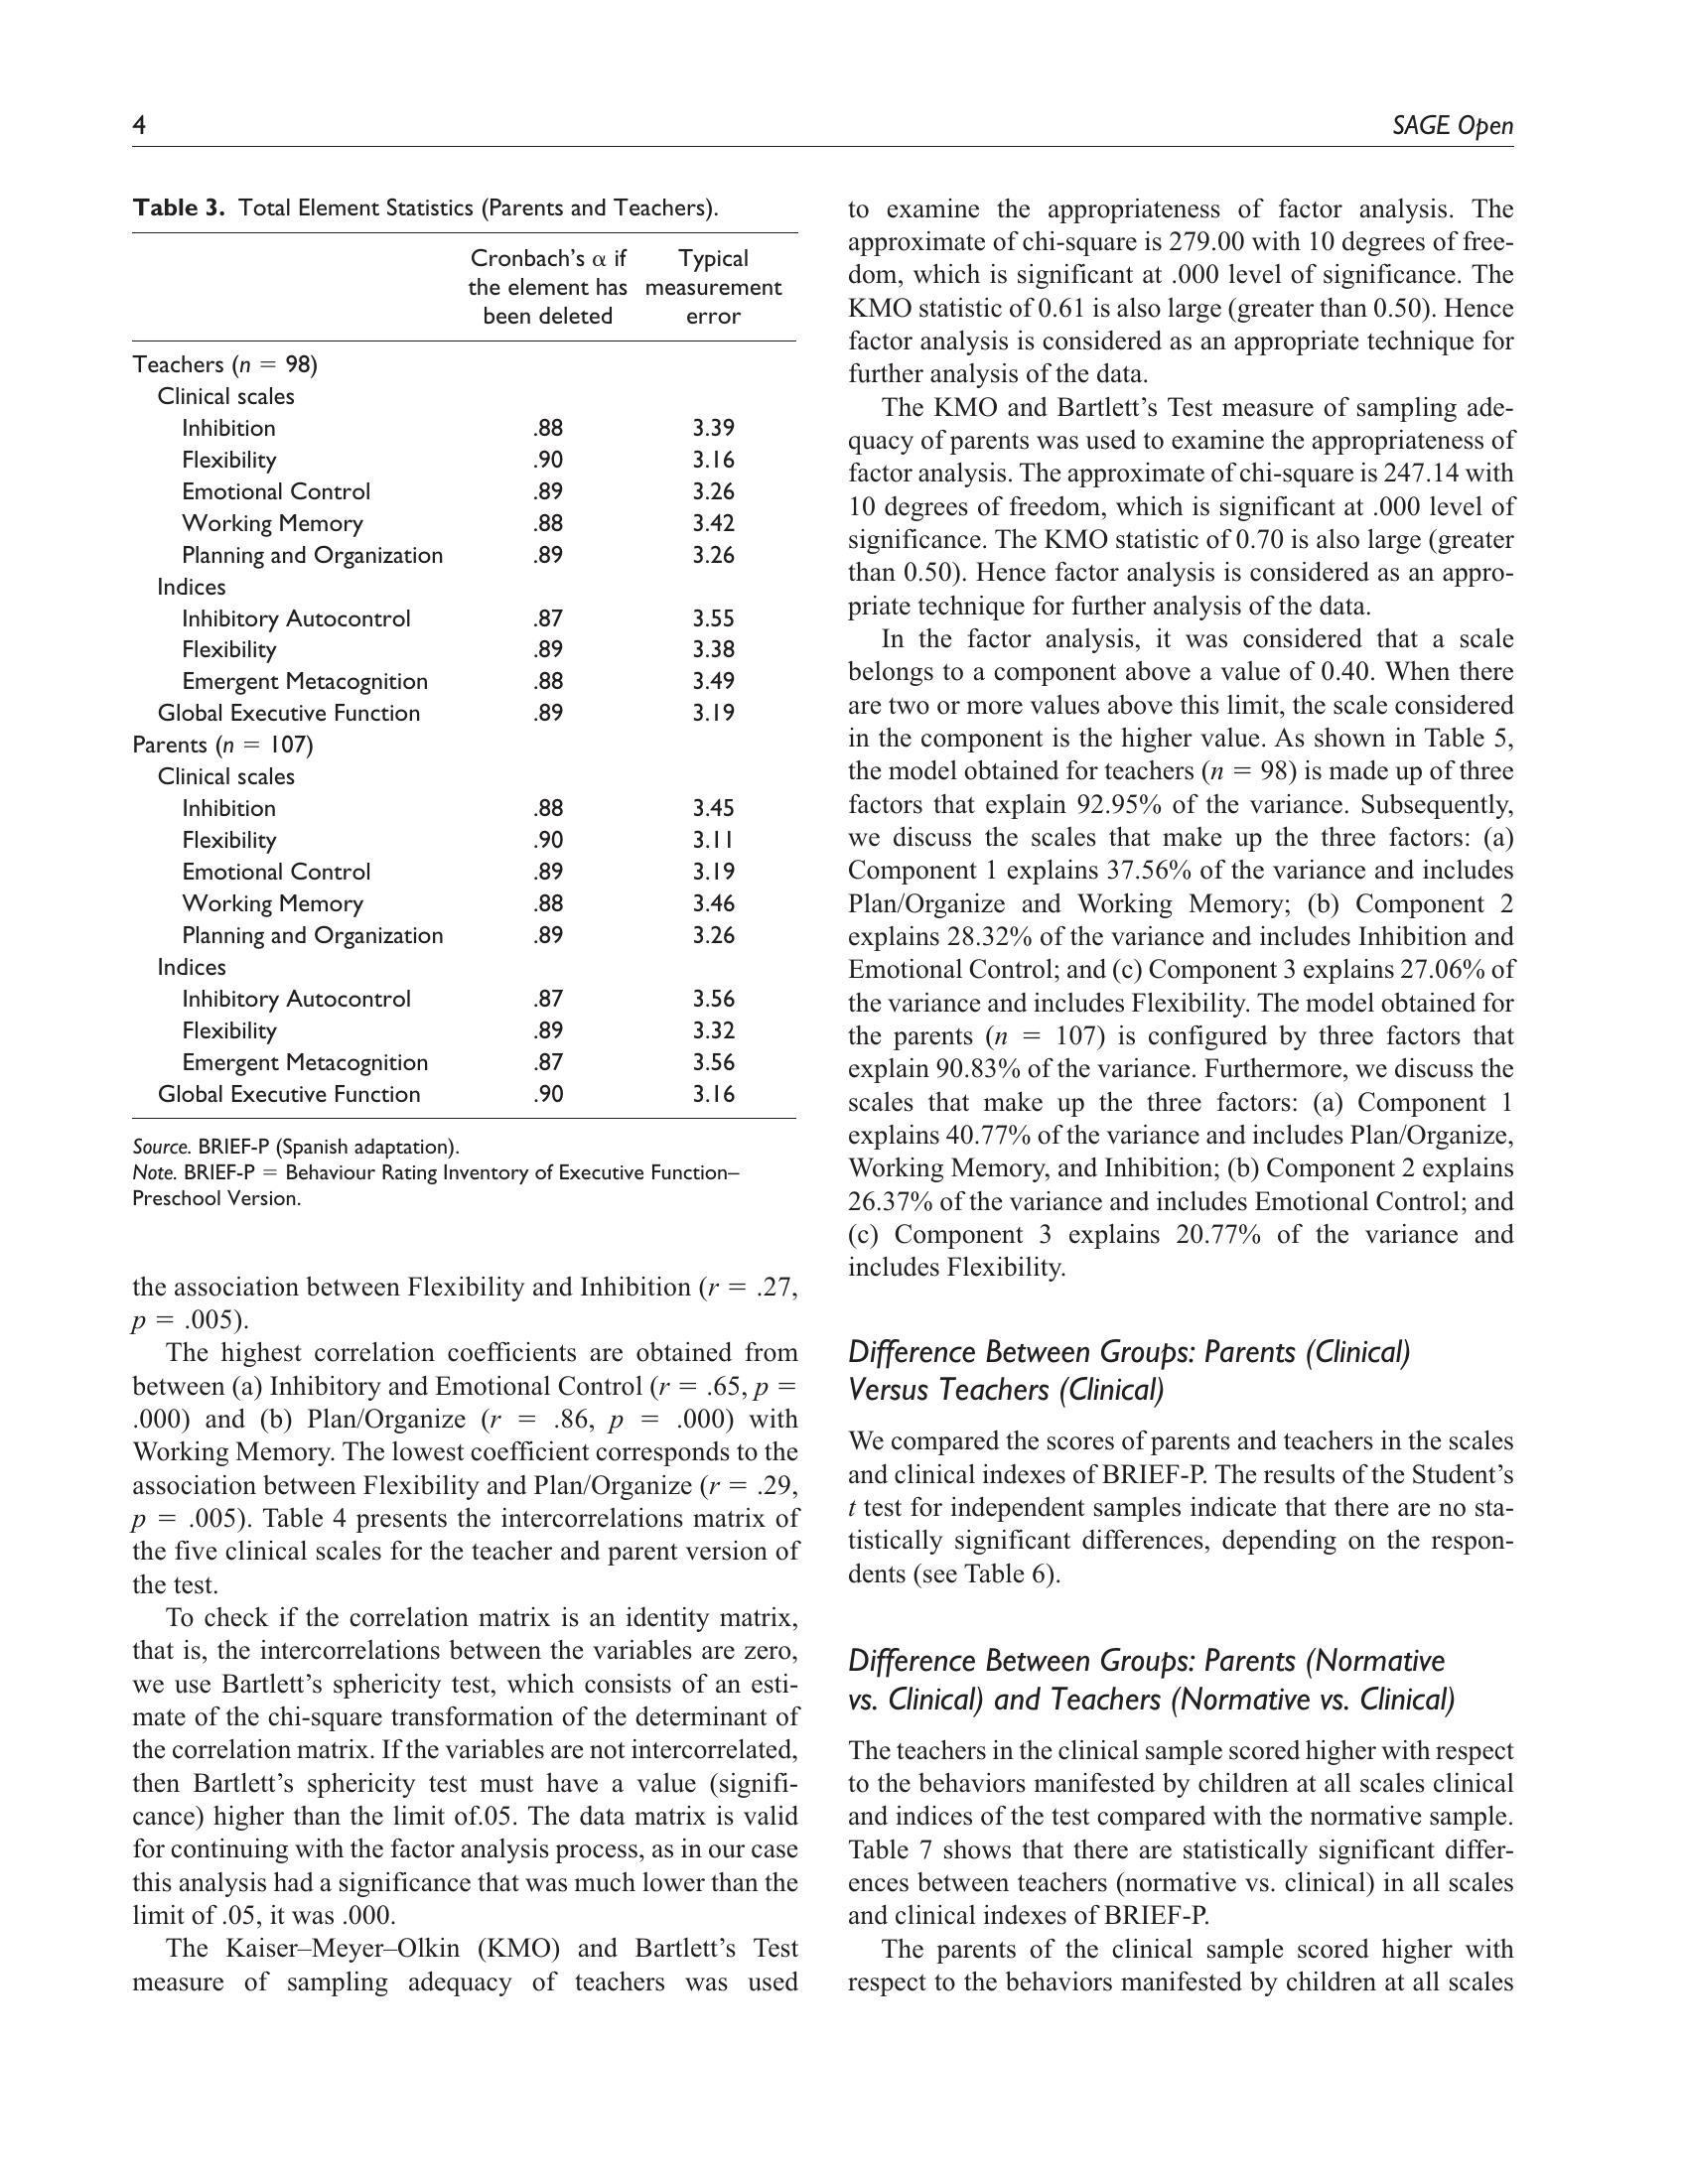 4
SAGE Open
Table 3. Total Element Statistics (Parents and Teachers).
Cronbach's α if the element has been deleted
Typical measurement error
Teachers (n = 98)
Clinical scales
Inhibition .88 3.39
Flexibility .90 3.16
Emotional Control .89 3.26
Working Memory .88 3.42
Planning and Organization .89 3.26
Indices
Inhibitory Autocontrol .87 3.55
Flexibility .89 3.38
Emergent Metacognition .88 3.49
Global Executive Function .89 3.19
Parents (n = 107)
Clinical scales
Inhibition .88 3.45
Flexibility .90 3.11
Emotional Control .89 3.19
Working Memory .88 3.46
Planning and Organization .89 3.26
Indices
Inhibitory Autocontrol .87 3.56
Flexibility .89 3.32
Emergent Metacognition .87 3.56
Global Executive Function .90 3.16
Source. BRIEF-P (Spanish adaptation).
Note. BRIEF-P = Behaviour Rating Inventory of Executive Function–
Preschool Version.
the association between Flexibility and Inhibition (r = .27,
p = .005).
The highest correlation coefficients are obtained from
between (a) Inhibitory and Emotional Control (r = .65, p =
.000) and (b) Plan/Organize (r = .86, p = .000) with
Working Memory. The lowest coefficient corresponds to the
association between Flexibility and Plan/Organize (r = .29,
p = .005). Table 4 presents the intercorrelations matrix of
the five clinical scales for the teacher and parent version of
the test.
To check if the correlation matrix is an identity matrix,
that is, the intercorrelations between the variables are zero,
we use Bartlett's sphericity test, which consists of an esti-
mate of the chi-square transformation of the determinant of
the correlation matrix. If the variables are not intercorrelated,
then Bartlett's sphericity test must have a value (signifi-
cance) higher than the limit of.05. The data matrix is valid
for continuing with the factor analysis process, as in our case
this analysis had a significance that was much lower than the
limit of .05, it was .000.
The Kaiser–Meyer–Olkin (KMO) and Bartlett's Test
measure of sampling adequacy of teachers was used
to examine the appropriateness of factor analysis. The
approximate of chi-square is 279.00 with 10 degrees of free-
dom, which is significant at .000 level of significance. The
KMO statistic of 0.61 is also large (greater than 0.50). Hence
factor analysis is considered as an appropriate technique for
further analysis of the data.
The KMO and Bartlett's Test measure of sampling ade-
quacy of parents was used to examine the appropriateness of
factor analysis. The approximate of chi-square is 247.14 with
10 degrees of freedom, which is significant at .000 level of
significance. The KMO statistic of 0.70 is also large (greater
than 0.50). Hence factor analysis is considered as an appro-
priate technique for further analysis of the data.
In the factor analysis, it was considered that a scale
belongs to a component above a value of 0.40. When there
are two or more values above this limit, the scale considered
in the component is the higher value. As shown in Table 5,
the model obtained for teachers (n = 98) is made up of three
factors that explain 92.95% of the variance. Subsequently,
we discuss the scales that make up the three factors: (a)
Component 1 explains 37.56% of the variance and includes
Plan/Organize and Working Memory; (b) Component 2
explains 28.32% of the variance and includes Inhibition and
Emotional Control; and (c) Component 3 explains 27.06% of
the variance and includes Flexibility. The model obtained for
the parents (n = 107) is configured by three factors that
explain 90.83% of the variance. Furthermore, we discuss the
scales that make up the three factors: (a) Component 1
explains 40.77% of the variance and includes Plan/Organize,
Working Memory, and Inhibition; (b) Component 2 explains
26.37% of the variance and includes Emotional Control; and
(c) Component 3 explains 20.77% of the variance and
includes Flexibility.
Difference Between Groups: Parents (Clinical)
Versus Teachers (Clinical)
We compared the scores of parents and teachers in the scales
and clinical indexes of BRIEF-P. The results of the Student's
t test for independent samples indicate that there are no sta-
tistically significant differences, depending on the respon-
dents (see Table 6).
Difference Between Groups: Parents (Normative
vs. Clinical) and Teachers (Normative vs. Clinical)
The teachers in the clinical sample scored higher with respect
to the behaviors manifested by children at all scales clinical
and indices of the test compared with the normative sample.
Table 7 shows that there are statistically significant differ-
ences between teachers (normative vs. clinical) in all scales
and clinical indexes of BRIEF-P.
The parents of the clinical sample scored higher with
respect to the behaviors manifested by children at all scales